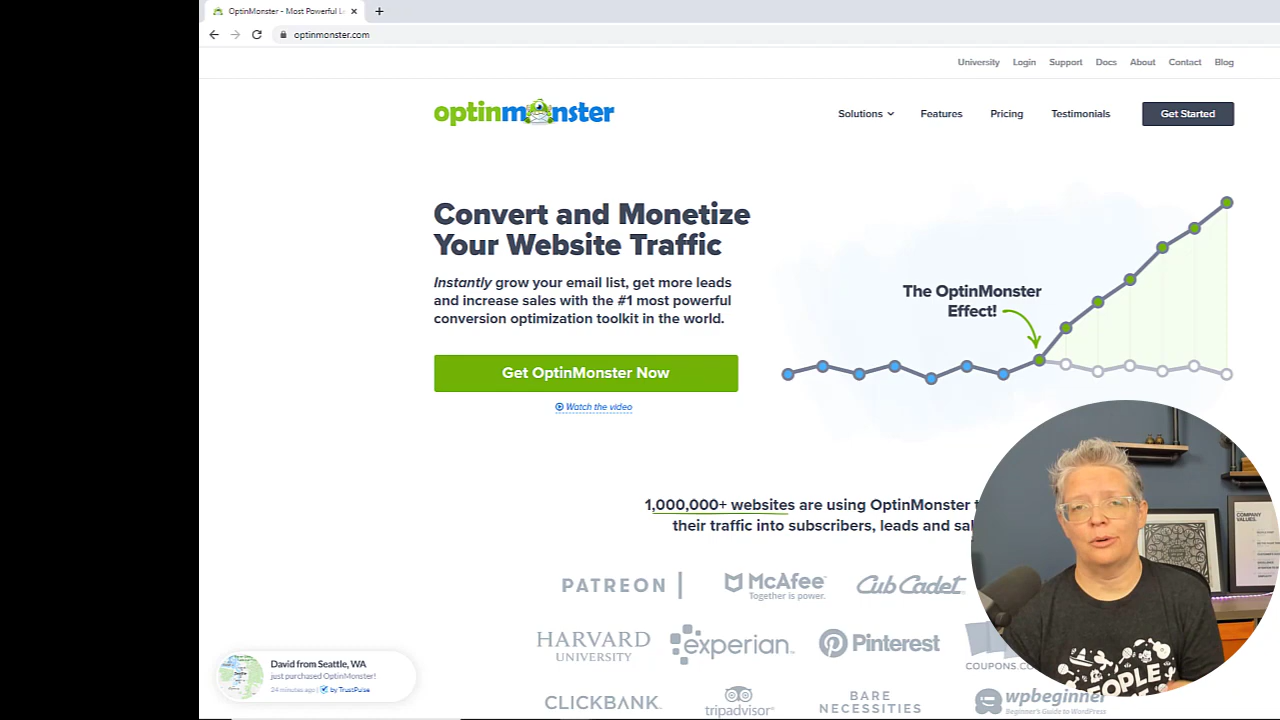 OptinMonster - Most Powerful L
optinmonster.com
University Login Support Docs About Contact Blog
optinmonster
Solutions Features Pricing Testimonials Get Started
Convert and Monetize
Your Website Traffic
Instantly grow your email list, get more leads
and increase sales with the #1 most powerful
conversion optimization toolkit in the world.
Get OptinMonster Now
Watch the video
The OptinMonster
Effect!
1,000,000+ websites are using OptinMonster t
their traffic into subscribers, leads and sal
PATREON McAfee Cub Cadet
Together is power.
HARVARD UNIVERSITY experian Pinterest
COUPONS.CO
CLICKBANK tripadvisor BARE NECESSITIES wpbeginner
Beginner's Guide to WordPress
David from Seattle, WA
just purchased OptinMonster!
24 minutes ago | by TrustPulse
COMPANY
VALUES.
PEOPLE